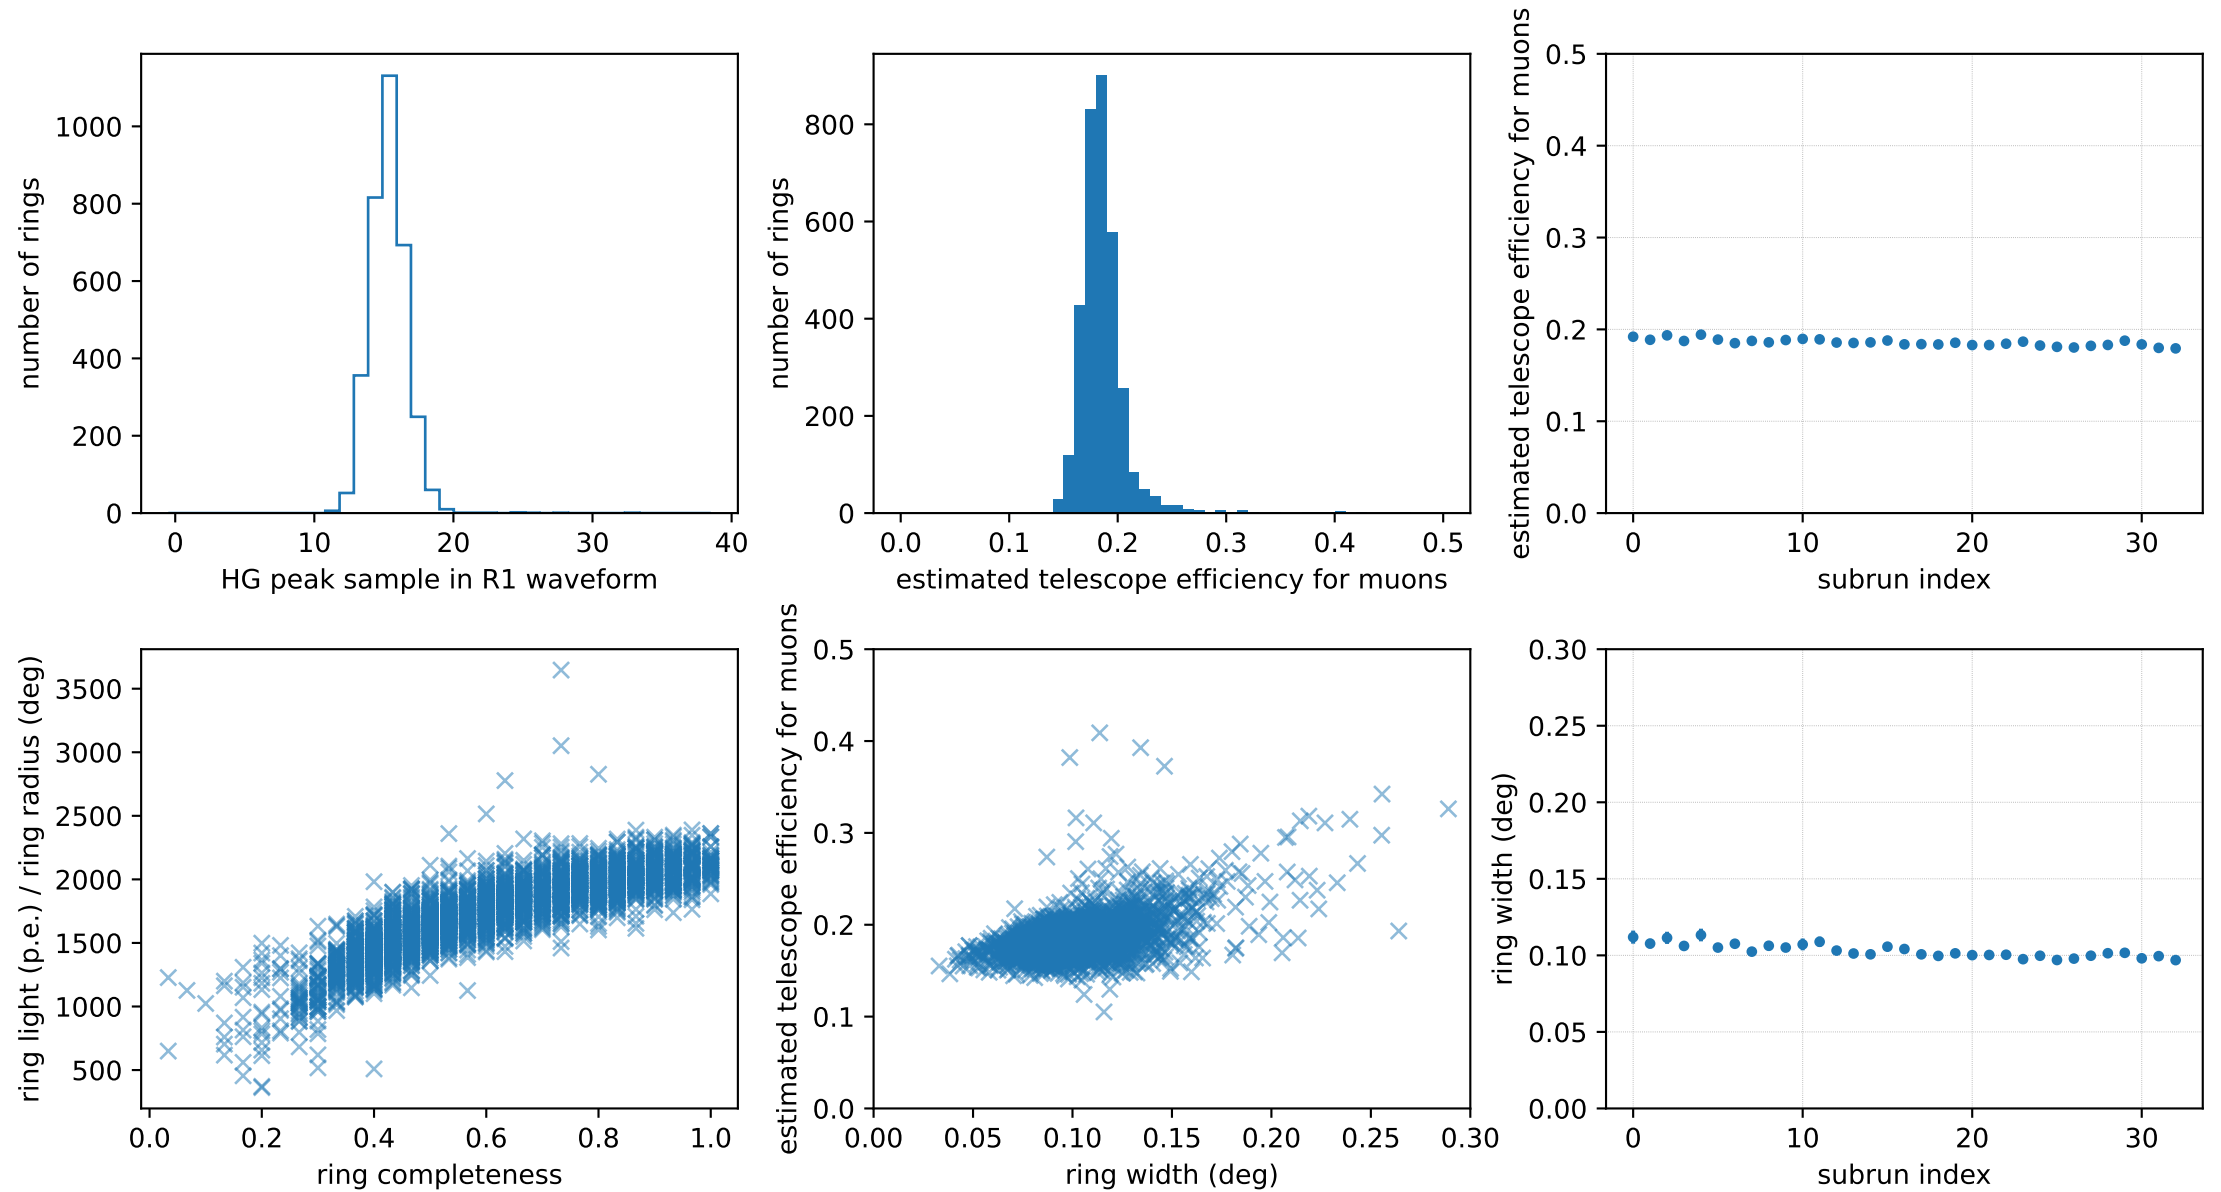 number of rings
1000
800
600
400
200
0
0 10 20 30 40
HG peak sample in R1 waveform
number of rings
800
600
400
200
0
0.0 0.1 0.2 0.3 0.4 0.5
estimated telescope efficiency for muons
estimated telescope efficiency for muons
0.5
0.4
0.3
0.2
0.1
0.0
0 10 20 30
subrun index
ring light (p.e.) / ring radius (deg)
3500
3000
2500
2000
1500
1000
500
0.0 0.2 0.4 0.6 0.8 1.0
ring completeness
estimated telescope efficiency for muons
0.5
0.4
0.3
0.2
0.1
0.0
0.00 0.05 0.10 0.15 0.20 0.25 0.30
ring width (deg)
ring width (deg)
0.30
0.25
0.20
0.15
0.10
0.05
0.00
0 10 20 30
subrun index